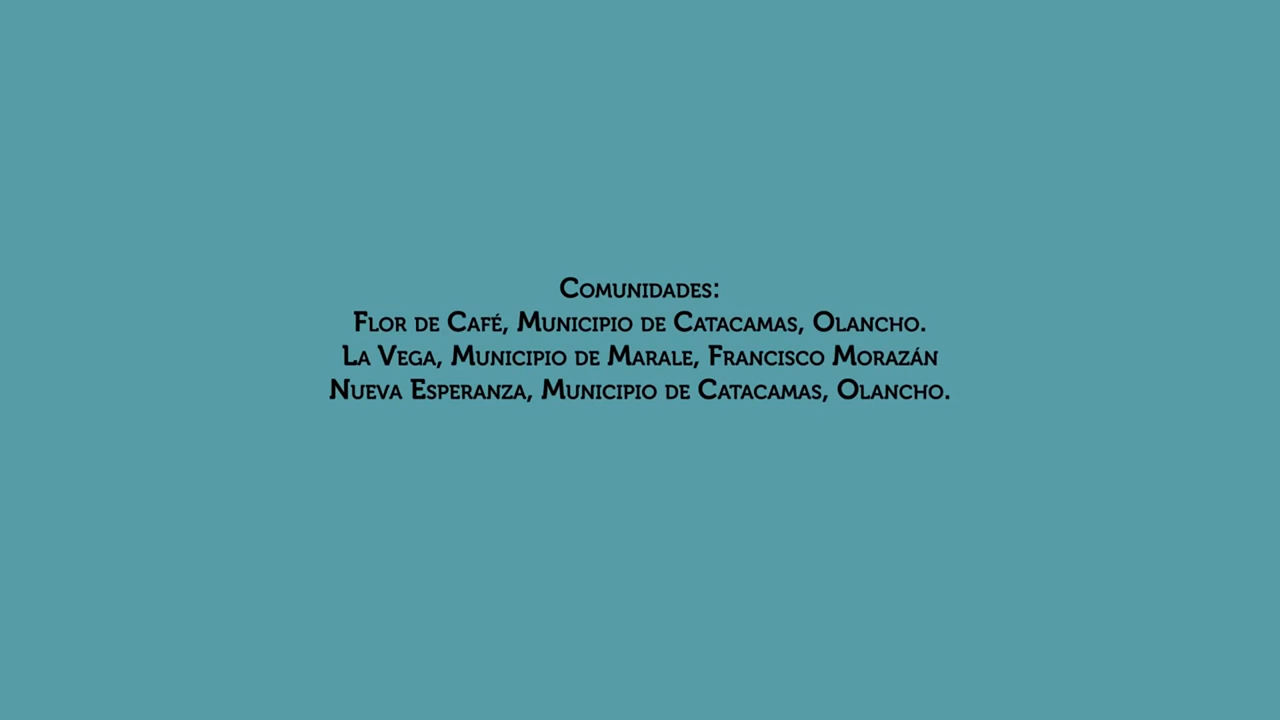 Comunidades:
Flor de Café, Municipio de Catacamas, Olancho.
La Vega, Municipio de Marale, Francisco Morazán
Nueva Esperanza, Municipio de Catacamas, Olancho.